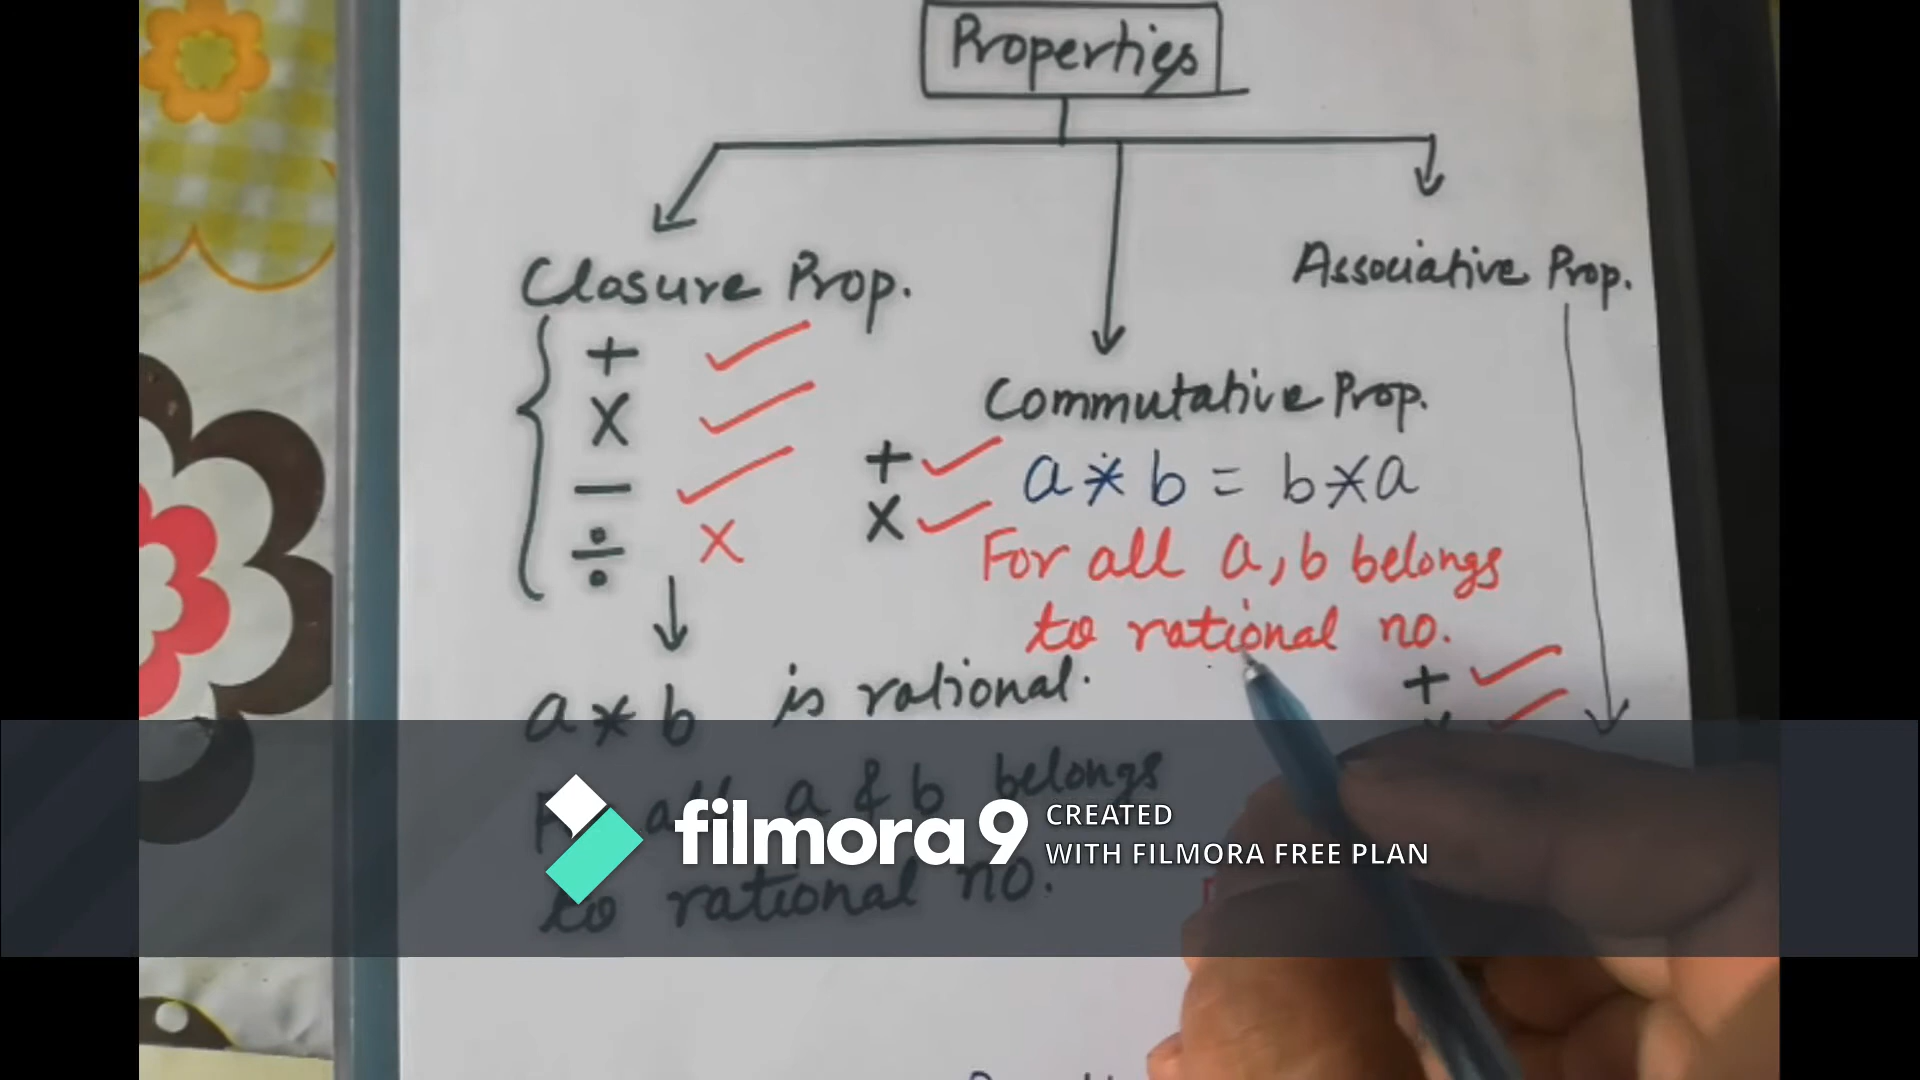 Properties
Closure Prop.
+ ✓
× ✓
− ✓
÷ ×
a * b is rational.
all a & b belongs
to rational no.
Commutative Prop.
+ ✓ a * b = b * a
× ✓
For all a, b belongs
to rational no.
Associative Prop.
+ ✓
✓
filmora 9 CREATED
WITH FILMORA FREE PLAN